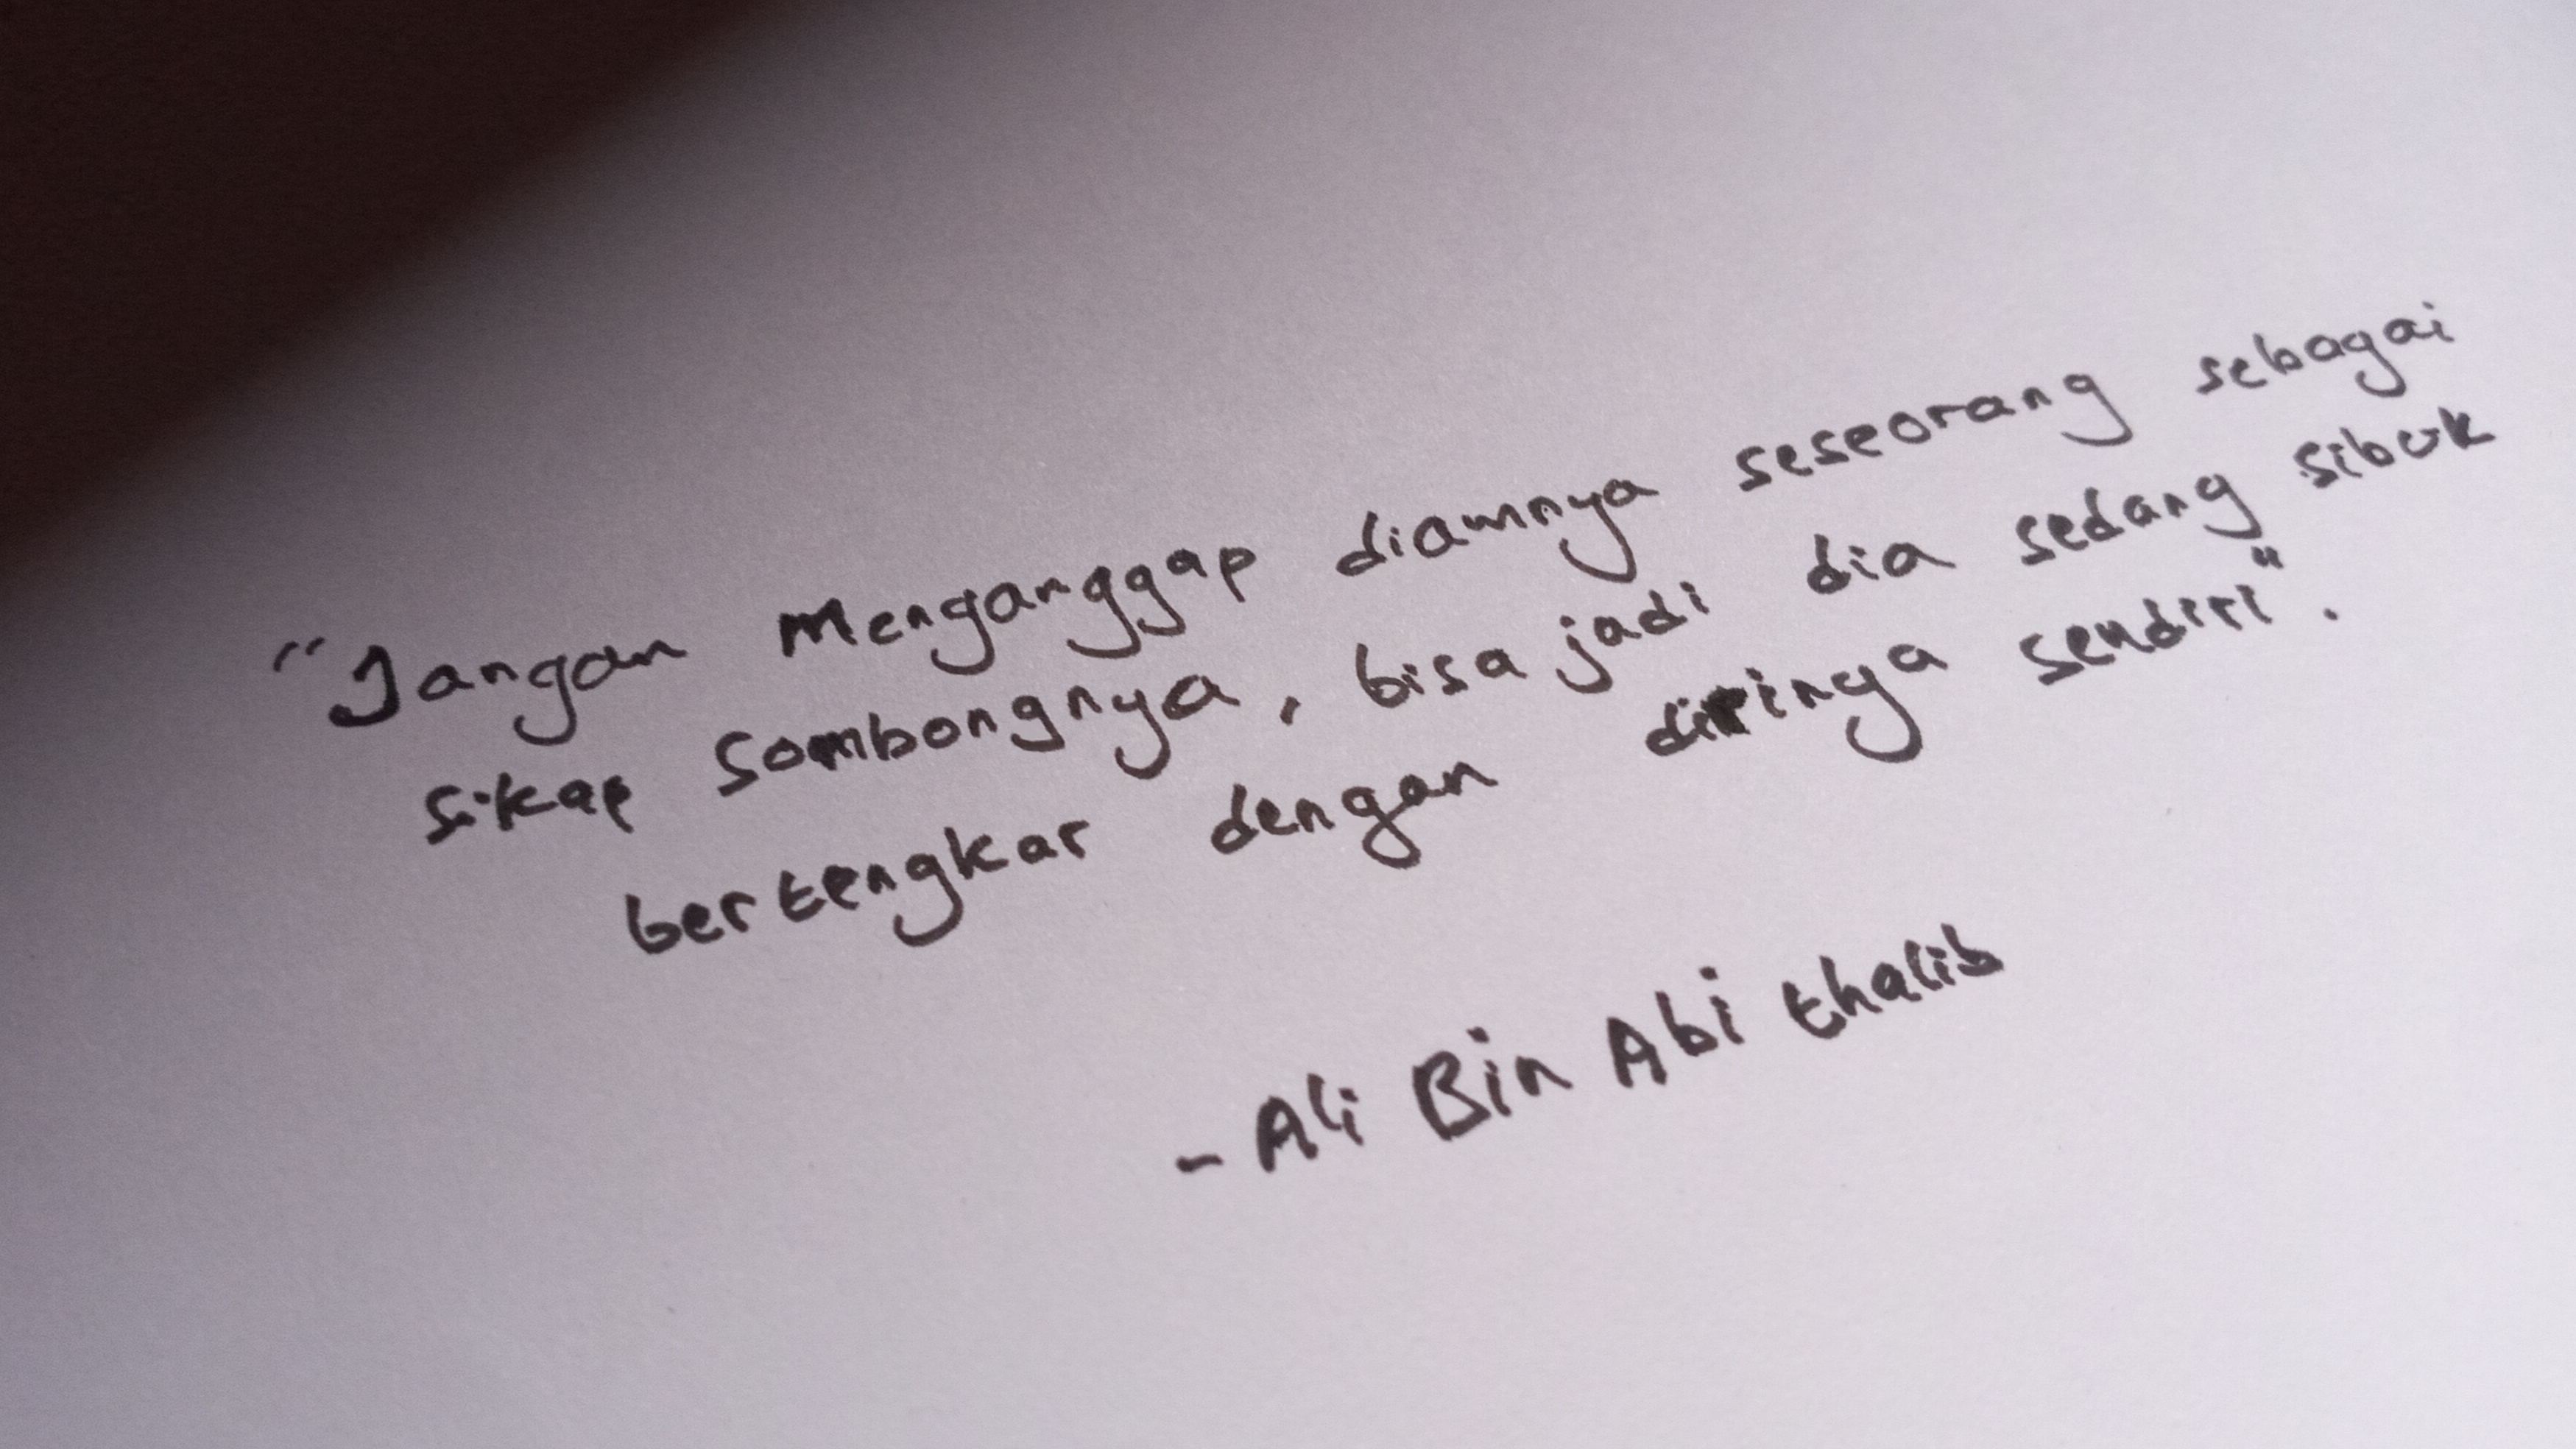 "Jangan Menganggap diamnya seseorang sebagai
sikap sombongnya, bisa jadi dia sedang sibuk
bertengkar dengan dirinya sendiri".
- Ali Bin Abi thalib